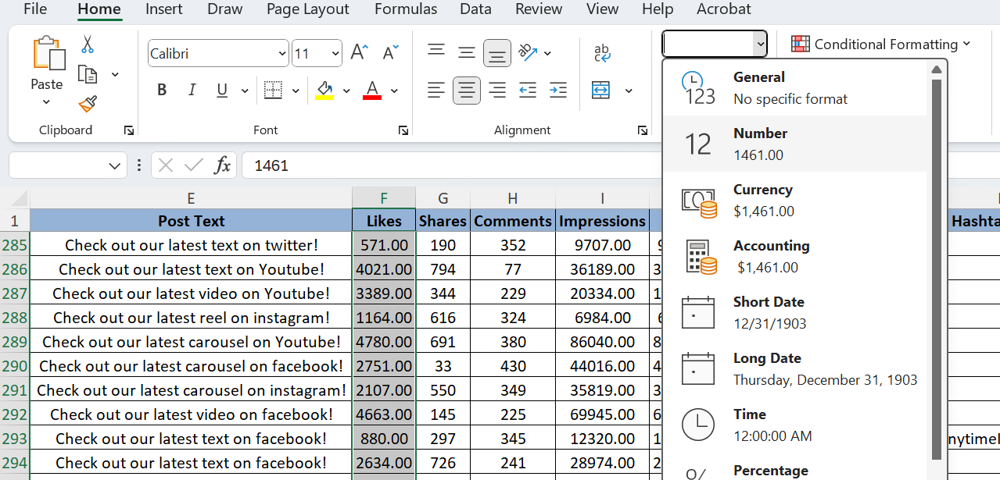 File Home Insert Draw Page Layout Formulas Data Review View Help Acrobat
Calibri 11 A A ab Conditional Formatting
Paste B I U A
Clipboard Font Alignment
fx 1461
General
123 No specific format
Number
12 1461.00
Currency
$1,461.00
Accounting
$1,461.00
Short Date
12/31/1903
Long Date
Thursday, December 31, 1903
Time
12:00:00 AM
% Percentage
E F G H I
1 Post Text Likes Shares Comments Impressions
285 Check out our latest text on twitter! 571.00 190 352 9707.00
286 Check out our latest text on Youtube! 4021.00 794 77 36189.00 3
287 Check out our latest video on Youtube! 3389.00 344 229 20334.00 1
288 Check out our latest reel on instagram! 1164.00 616 324 6984.00
289 Check out our latest carousel on Youtube! 4780.00 691 380 86040.00 8
290 Check out our latest carousel on facebook! 2751.00 33 430 44016.00 4
291 Check out our latest carousel on instagram! 2107.00 550 349 35819.00 3
292 Check out our latest video on facebook! 4663.00 145 225 69945.00 6
293 Check out our latest text on facebook! 880.00 297 345 12320.00 1
294 Check out our latest text on facebook! 2634.00 726 241 28974.00 2